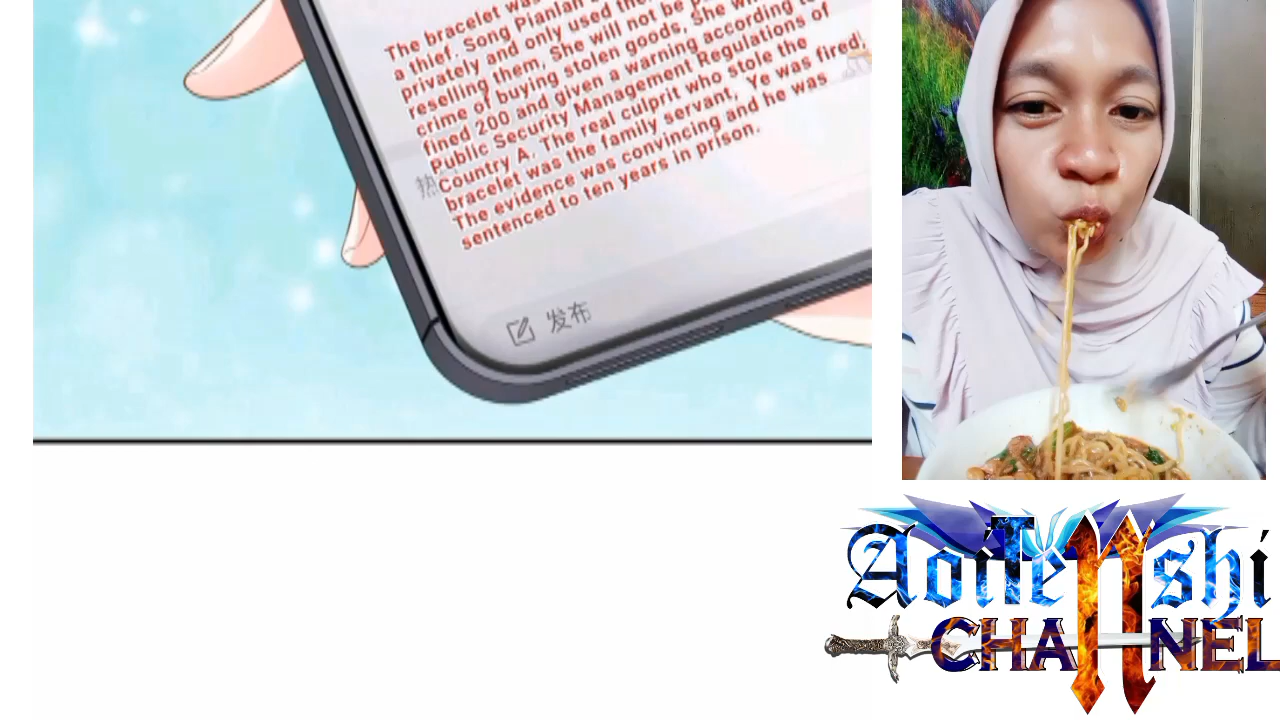 The bracelet was
a thief. Song Pianlan
privately and only used the
reselling them. She will not be
crime of buying stolen goods. She
fined 200 and given a warning according to
Public Security Management Regulations of
Country A. The real culprit who stole the
bracelet was the family servant, Ye was fired!
The evidence was convincing and he was
sentenced to ten years in prison.
热
发布
AoiTenshi
CHANNEL